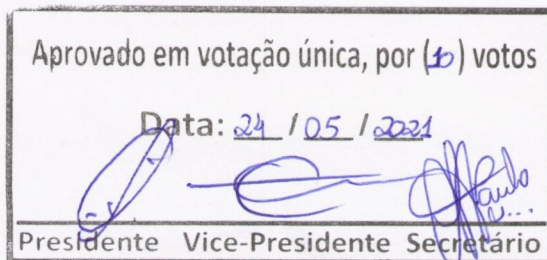 Aprovado em votação única, por (10) votos
Data: 24 / 05 / 2021
Presidente Vice-Presidente Secretário